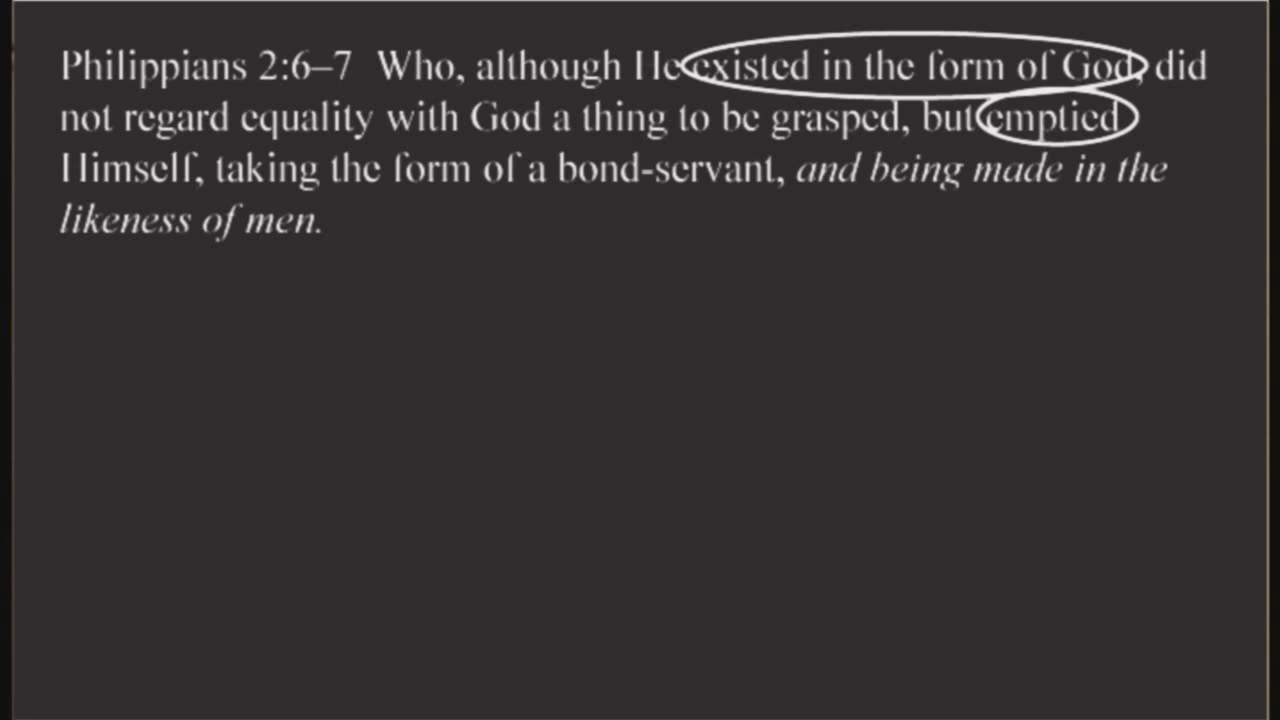 Philippians 2:6–7 Who, although He existed in the form of God, did
not regard equality with God a thing to be grasped, but emptied
Himself, taking the form of a bond-servant, and being made in the
likeness of men.